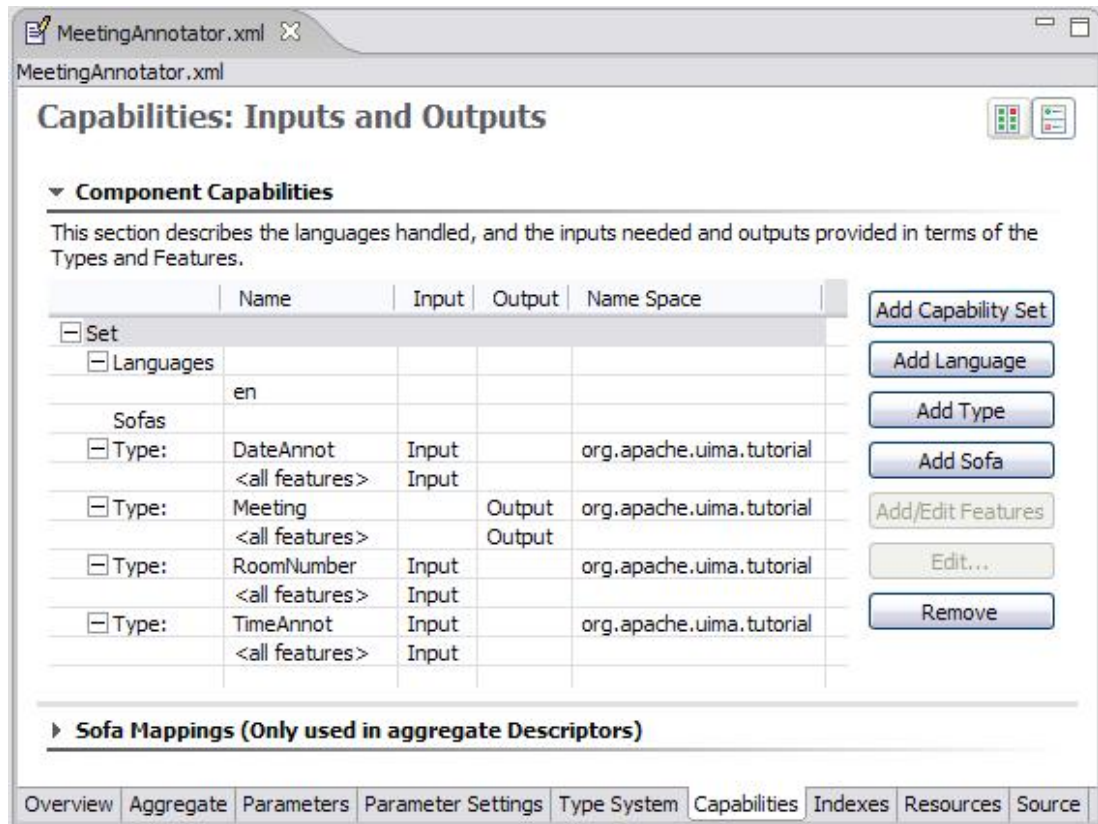 MeetingAnnotator.xml
MeetingAnnotator.xml
Capabilities: Inputs and Outputs
Component Capabilities
This section describes the languages handled, and the inputs needed and outputs provided in terms of the
Types and Features.
Name Input Output Name Space
Set
Languages
en
Sofas
Type: DateAnnot Input org.apache.uima.tutorial
<all features> Input
Type: Meeting Output org.apache.uima.tutorial
<all features> Output
Type: RoomNumber Input org.apache.uima.tutorial
<all features> Input
Type: TimeAnnot Input org.apache.uima.tutorial
<all features> Input
Add Capability Set
Add Language
Add Type
Add Sofa
Add/Edit Features
Edit...
Remove
Sofa Mappings (Only used in aggregate Descriptors)
Overview Aggregate Parameters Parameter Settings Type System Capabilities Indexes Resources Source